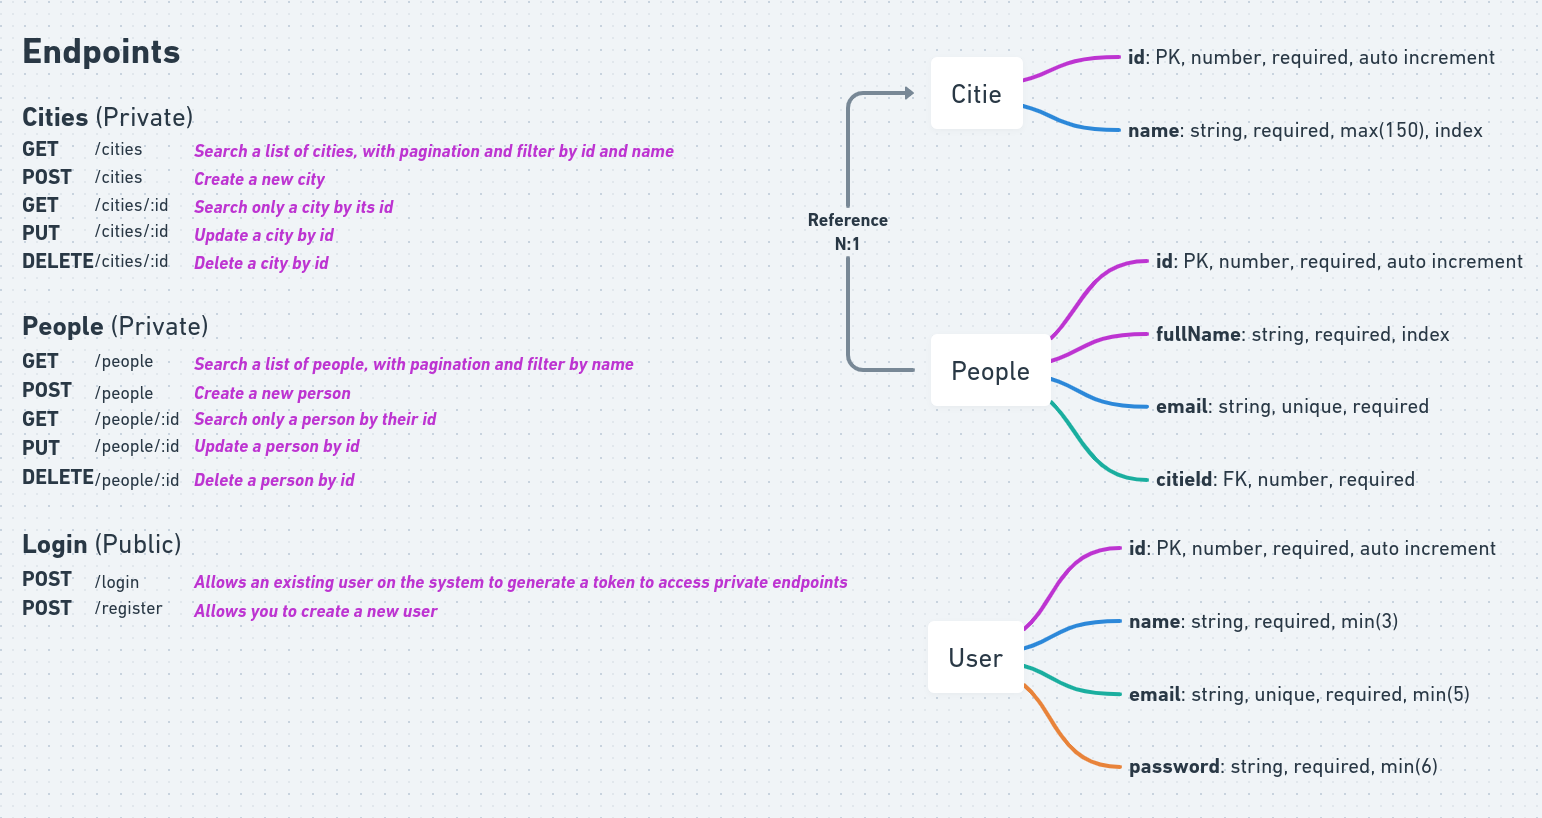 Endpoints
Cities (Private)
GET /cities Search a list of cities, with pagination and filter by id and name
POST /cities Create a new city
GET /cities/:id Search only a city by its id
PUT /cities/:id Update a city by id
DELETE /cities/:id Delete a city by id
People (Private)
GET /people Search a list of people, with pagination and filter by name
POST /people Create a new person
GET /people/:id Search only a person by their id
PUT /people/:id Update a person by id
DELETE /people/:id Delete a person by id
Login (Public)
POST /login Allows an existing user on the system to generate a token to access private endpoints
POST /register Allows you to create a new user
Reference
N:1
Citie
id: PK, number, required, auto increment
name: string, required, max(150), index
People
id: PK, number, required, auto increment
fullName: string, required, index
email: string, unique, required
citieId: FK, number, required
User
id: PK, number, required, auto increment
name: string, required, min(3)
email: string, unique, required, min(5)
password: string, required, min(6)